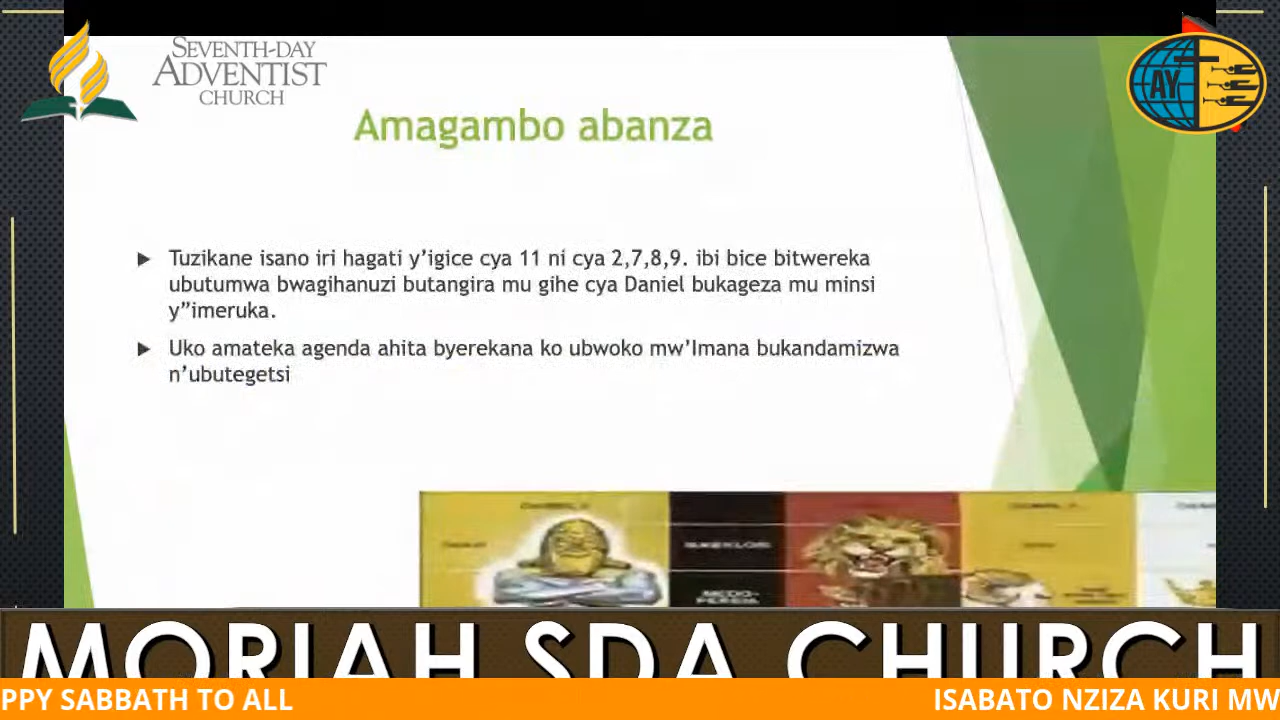 SEVENTH-DAY
ADVENTIST
CHURCH
AY
Amagambo abanza
Tuzikane isano iri hagati y’igice cya 11 ni cya 2,7,8,9. ibi bice bitwereka
ubutumwa bwagihanuzi butangira mu gihe cya Daniel bukageza mu minsi
y”imeruka.
Uko amateka agenda ahita byerekana ko ubwoko mw’Imana bukandamizwa
n’ubutegetsi
MEDO-
PERSIA
MORIAH SDA CHURCH
PPY SABBATH TO ALL
ISABATO NZIZA KURI MW